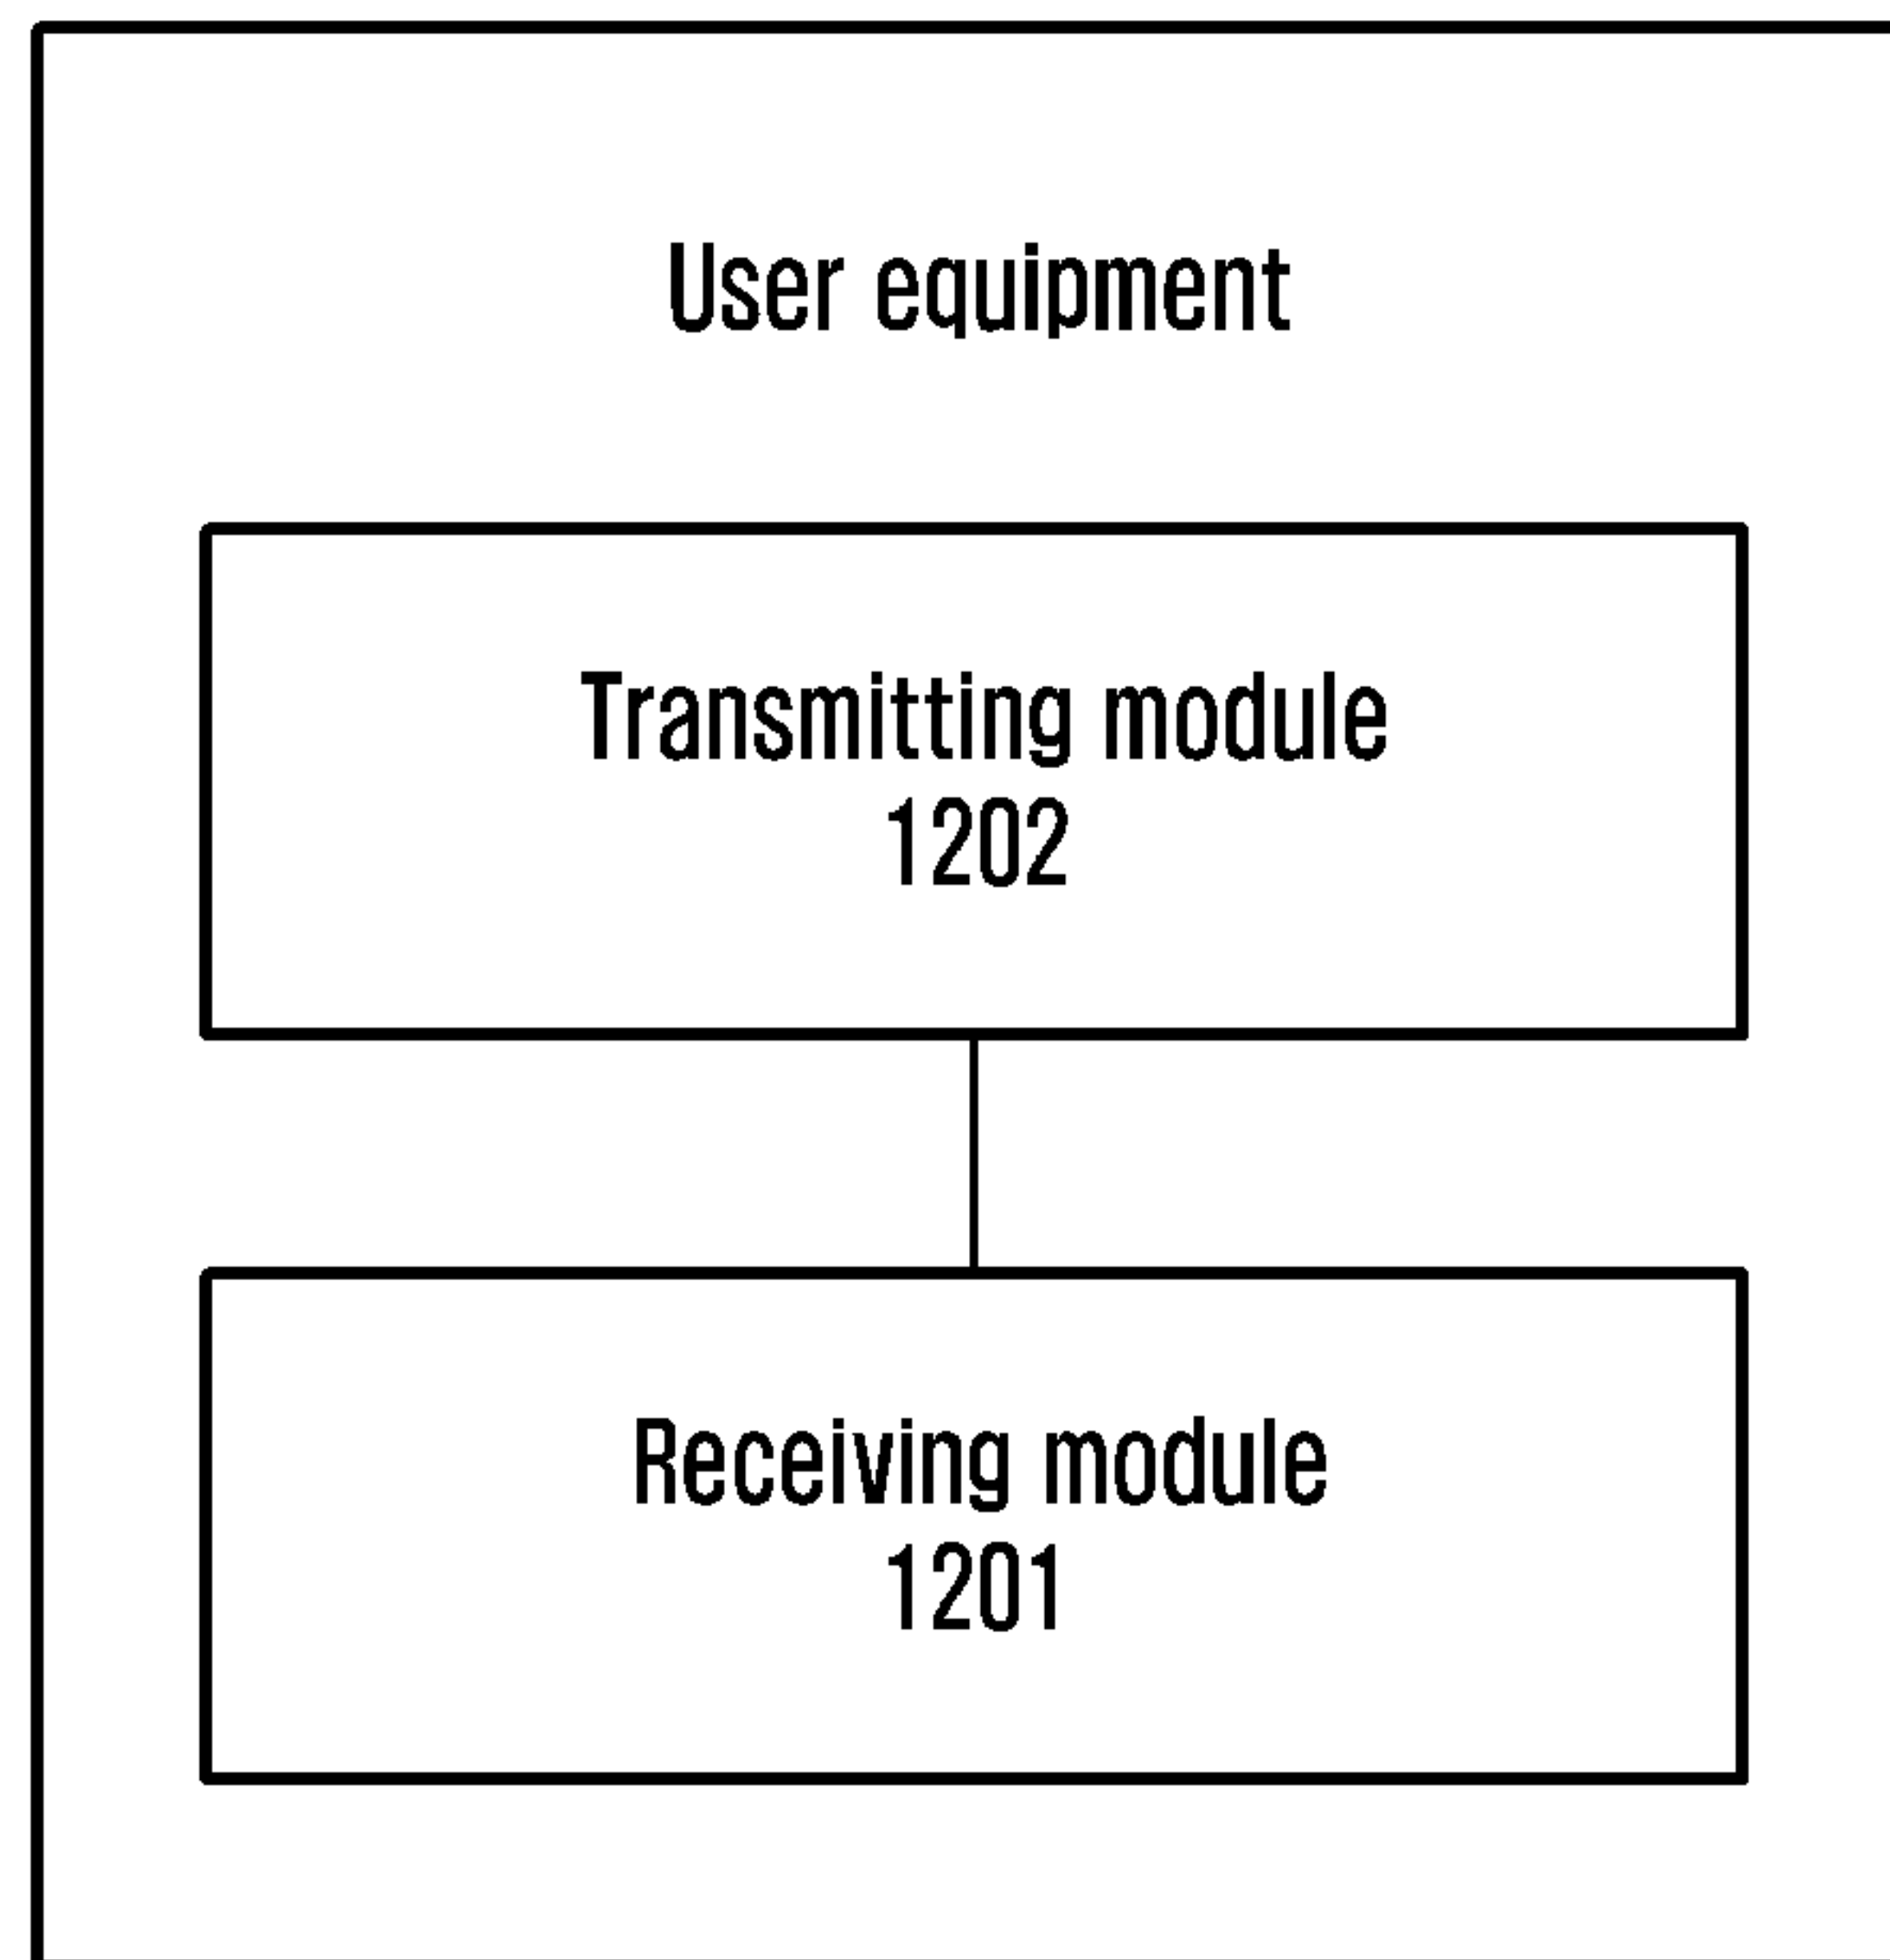 User equipment
Transmitting module
1202
Receiving module
1201